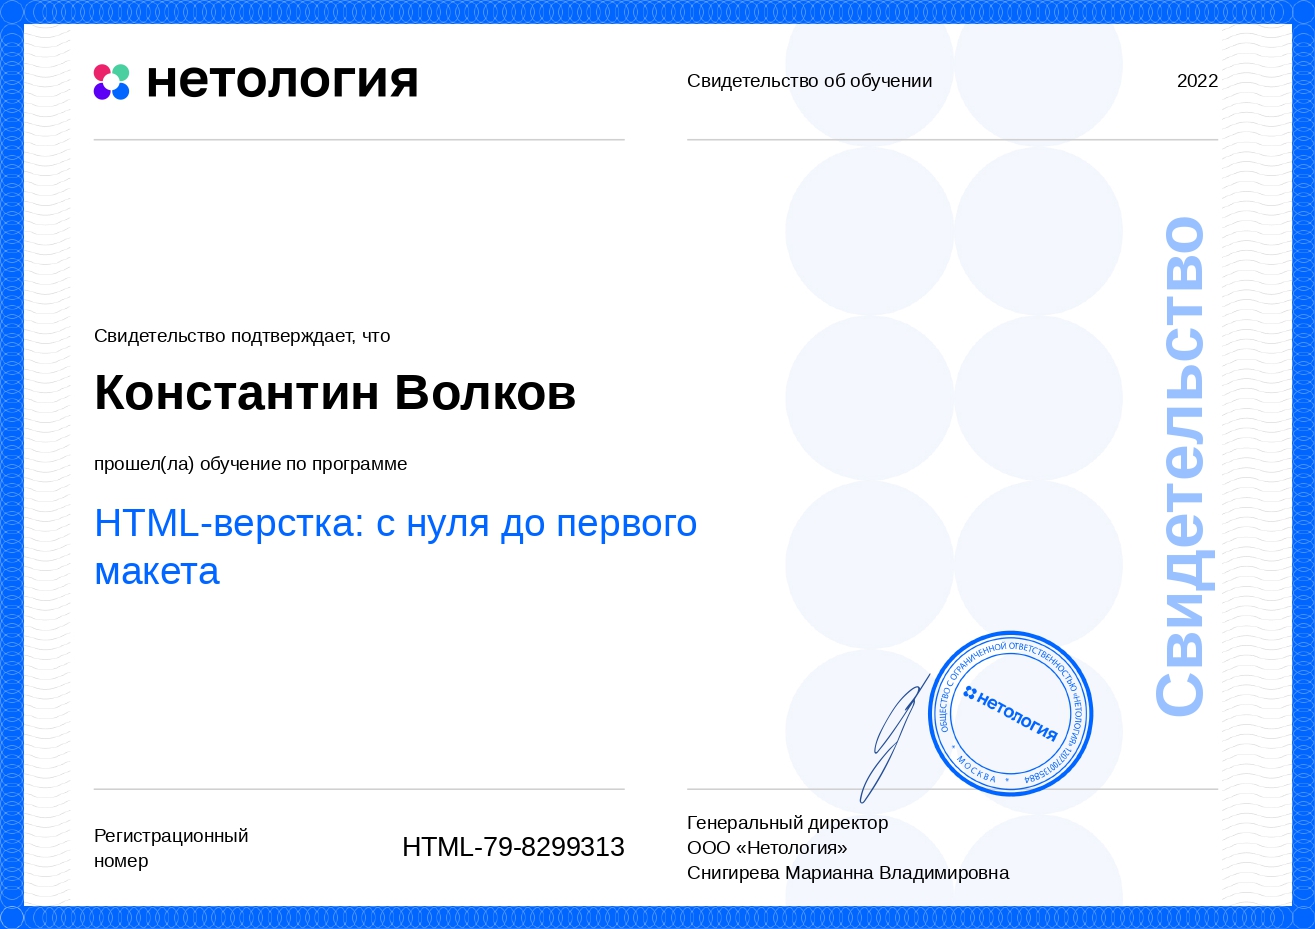 нетология
Свидетельство об обучении
2022
Свидетельство подтверждает, что
Константин Волков
прошел(ла) обучение по программе
HTML-верстка: с нуля до первого
макета
Свидетельство
ОБЩЕСТВО С ОГРАНИЧЕННОЙ ОТВЕТСТВЕННОСТЬЮ «НЕТОЛОГИЯ» 1207700135884
* МОСКВА *
нетология
Регистрационный
номер
HTML-79-8299313
Генеральный директор
ООО «Нетология»
Снигирева Марианна Владимировна